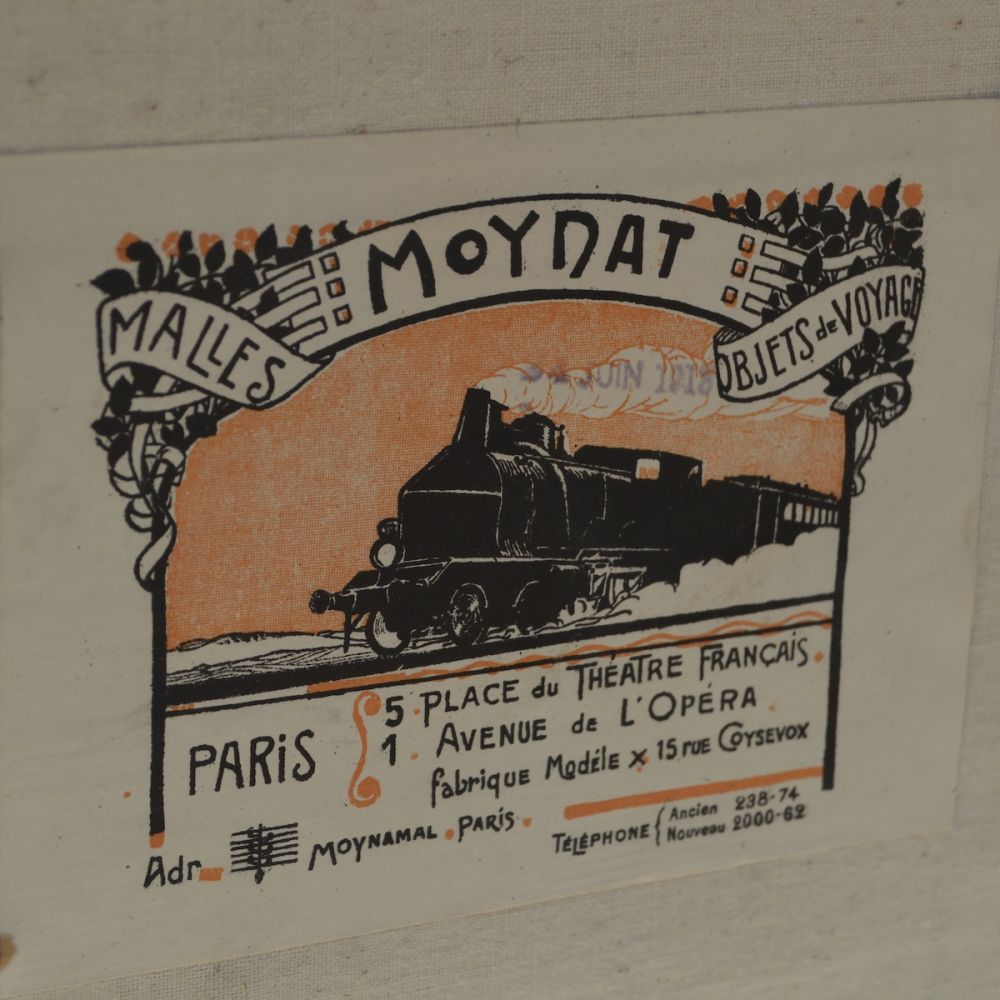 MOYNAT
MALLES
OBJETS de VOYAGE
JUIN
PARiS
5 PLACE du THÉATRE FRANÇAIS.
1. AVENUE de L'OPÉRA
fabrique Modéle x 15 rue COYSEVOX
Adr. MOYNAMAL . PARiS .
TÉLÉPHONE { Ancien 238-74
Nouveau 2000-62